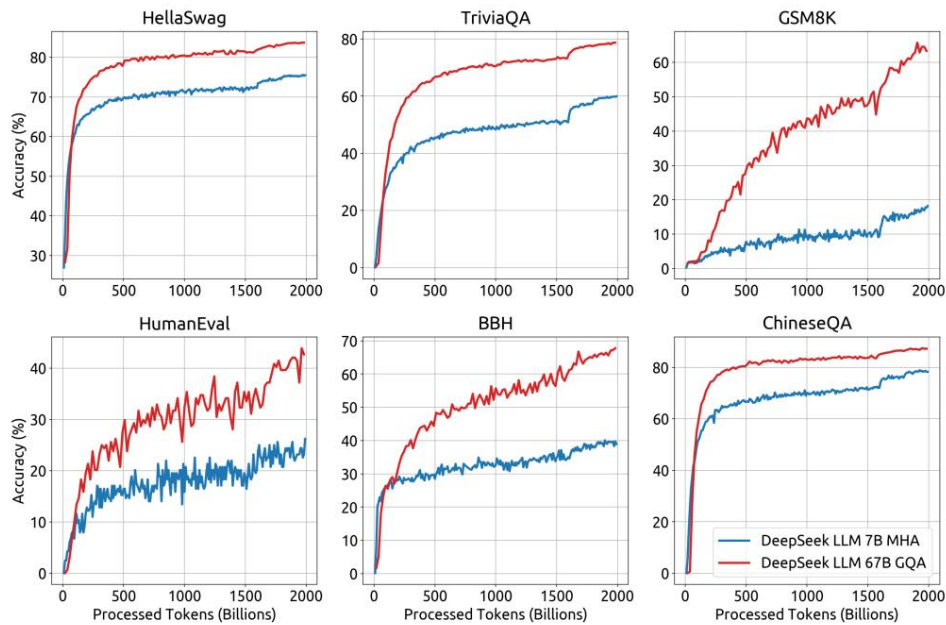 HellaSwag
TriviaQA
GSM8K
Accuracy (%)
80
70
60
50
40
30
0 500 1000 1500 2000
80
60
40
20
0
0 500 1000 1500 2000
60
50
40
30
20
10
0
0 500 1000 1500 2000
HumanEval
BBH
ChineseQA
Accuracy (%)
40
30
20
10
0
0 500 1000 1500 2000
Processed Tokens (Billions)
70
60
50
40
30
20
10
0
0 500 1000 1500 2000
Processed Tokens (Billions)
80
60
40
20
0
DeepSeek LLM 7B MHA
DeepSeek LLM 67B GQA
0 500 1000 1500 2000
Processed Tokens (Billions)